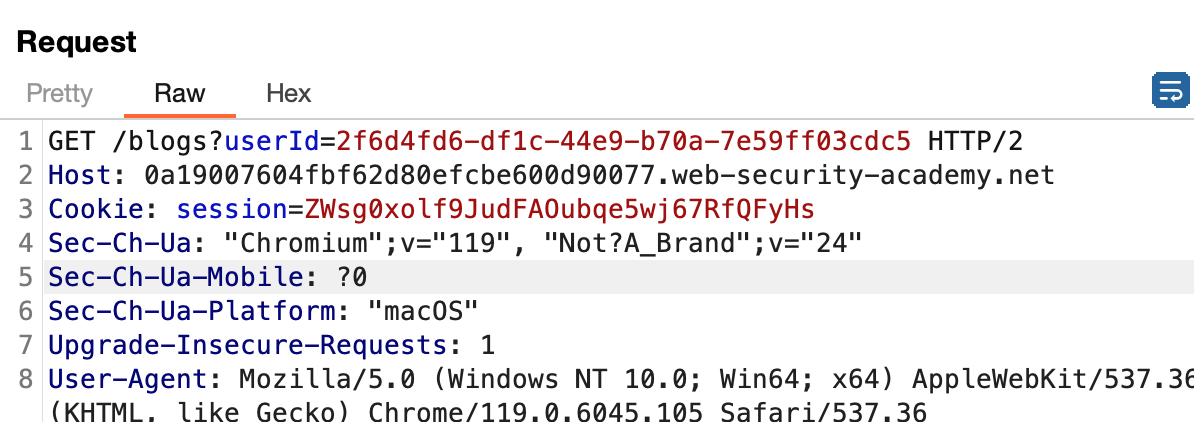 Request
Pretty Raw Hex
1 GET /blogs?userId=2f6d4fd6-df1c-44e9-b70a-7e59ff03cdc5 HTTP/2
2 Host: 0a19007604fbf62d80efcbe600d90077.web-security-academy.net
3 Cookie: session=ZWsg0xolf9JudFAOubqe5wj67RfQFyHs
4 Sec-Ch-Ua: "Chromium";v="119", "Not?A_Brand";v="24"
5 Sec-Ch-Ua-Mobile: ?0
6 Sec-Ch-Ua-Platform: "macOS"
7 Upgrade-Insecure-Requests: 1
8 User-Agent: Mozilla/5.0 (Windows NT 10.0; Win64; x64) AppleWebKit/537.36
(KHTML, like Gecko) Chrome/119.0.6045.105 Safari/537.36